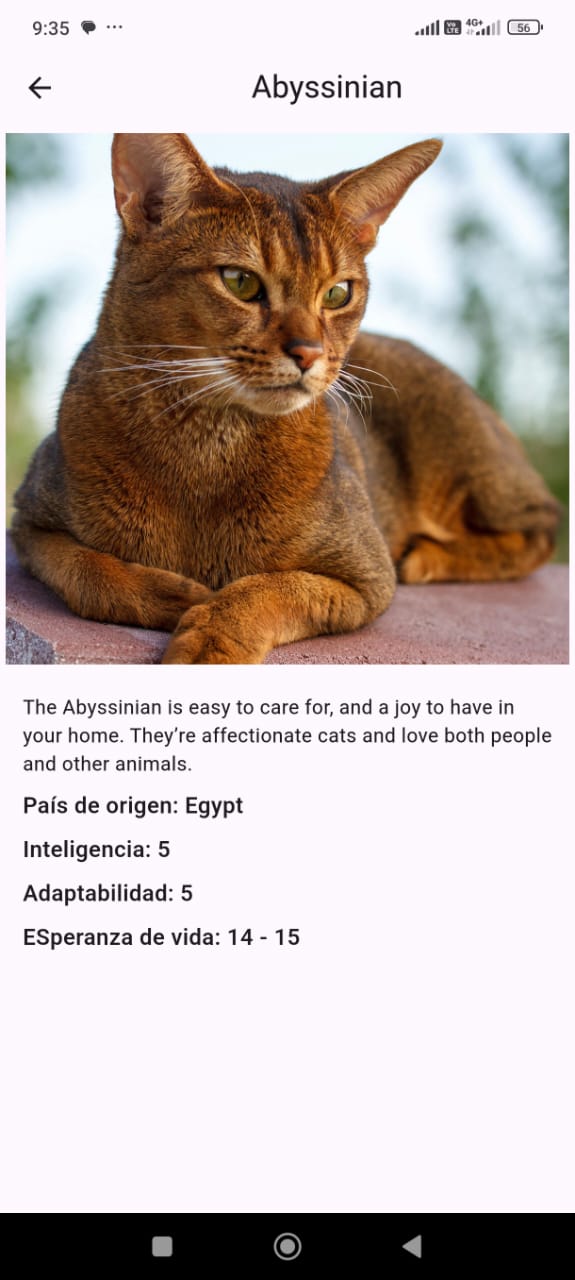 9:35 ... Vo LTE 4G+ 56
Abyssinian
The Abyssinian is easy to care for, and a joy to have in
your home. They’re affectionate cats and love both people
and other animals.
País de origen: Egypt
Inteligencia: 5
Adaptabilidad: 5
ESperanza de vida: 14 - 15